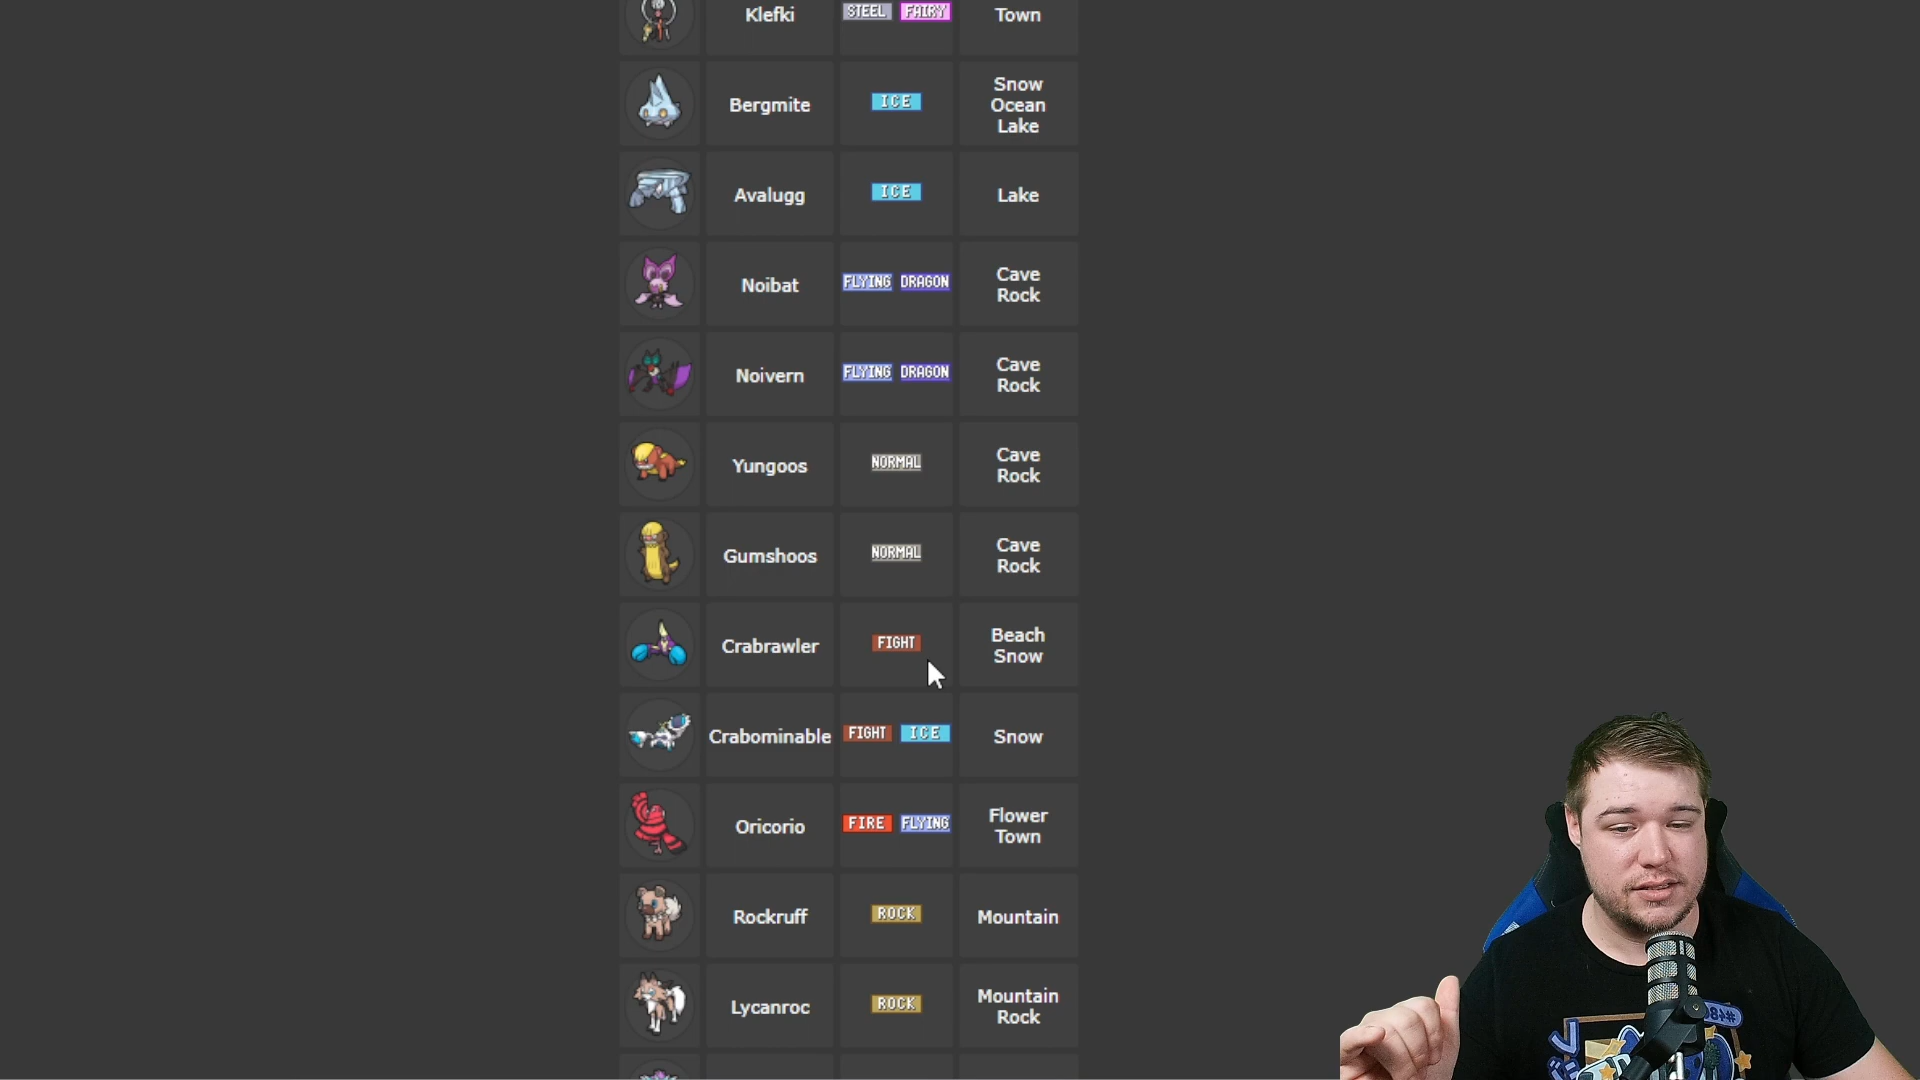 Klefki STEEL FAIRY Town
Bergmite ICE Snow
Ocean
Lake
Avalugg ICE Lake
Noibat FLYING DRAGON Cave
Rock
Noivern FLYING DRAGON Cave
Rock
Yungoos NORMAL Cave
Rock
Gumshoos NORMAL Cave
Rock
Crabrawler FIGHT Beach
Snow
Crabominable FIGHT ICE Snow
Oricorio FIRE FLYING Flower
Town
Rockruff ROCK Mountain
Lycanroc ROCK Mountain
Rock